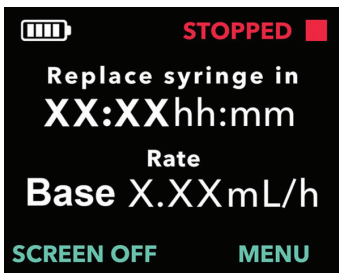 STOPPED
Replace syringe in
XX:XXhh:mm
Rate
Base X.XXmL/h
SCREEN OFF MENU